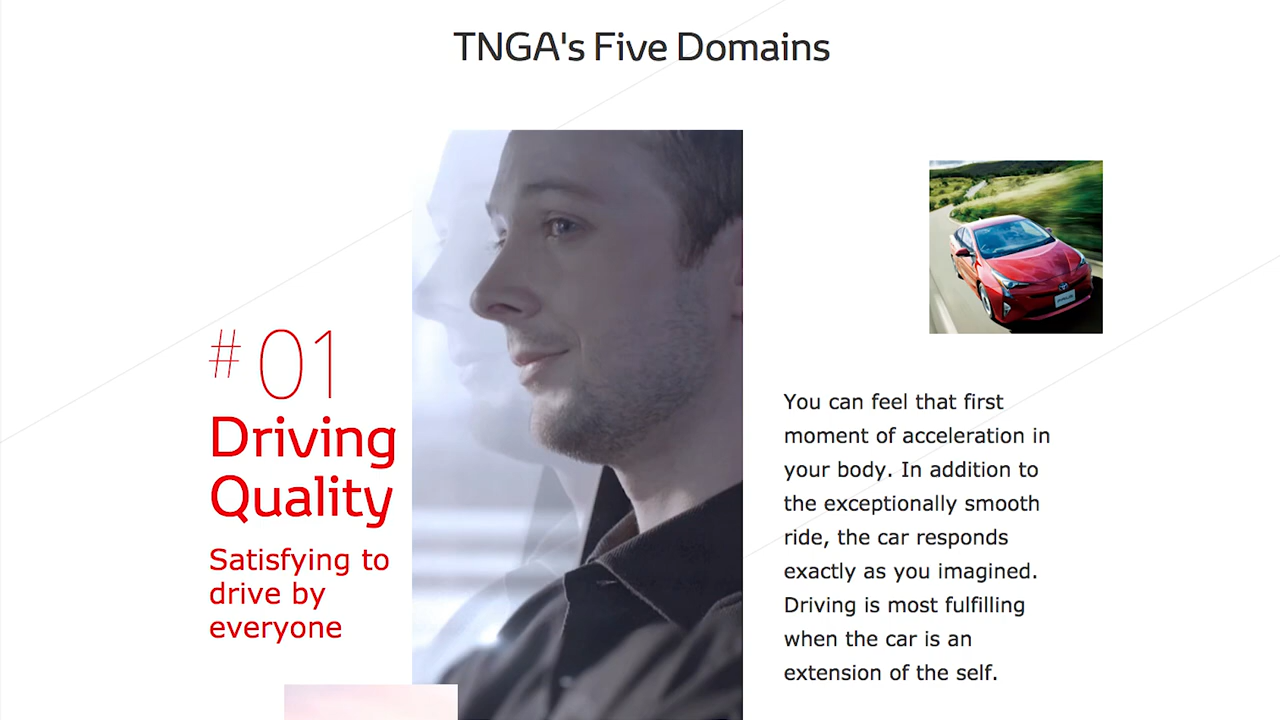 TNGA's Five Domains
# 01
Driving
Quality
Satisfying to
drive by
everyone
You can feel that first
moment of acceleration in
your body. In addition to
the exceptionally smooth
ride, the car responds
exactly as you imagined.
Driving is most fulfilling
when the car is an
extension of the self.